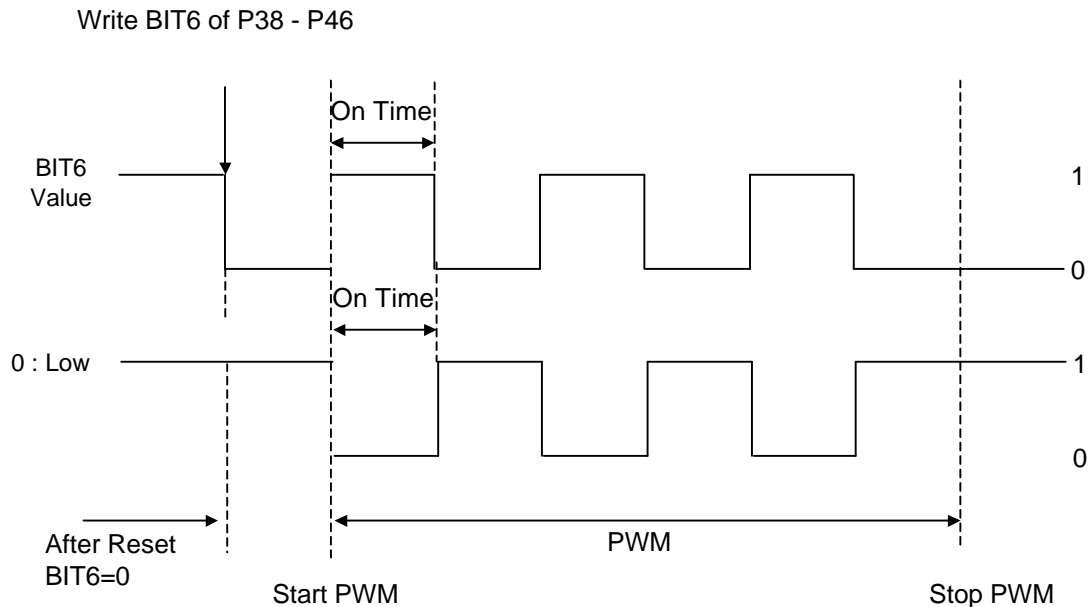 Write BIT6 of P38 - P46
On Time
BIT6
Value
1
0
On Time
0 : Low
1
0
After Reset
BIT6=0
PWM
Start PWM
Stop PWM